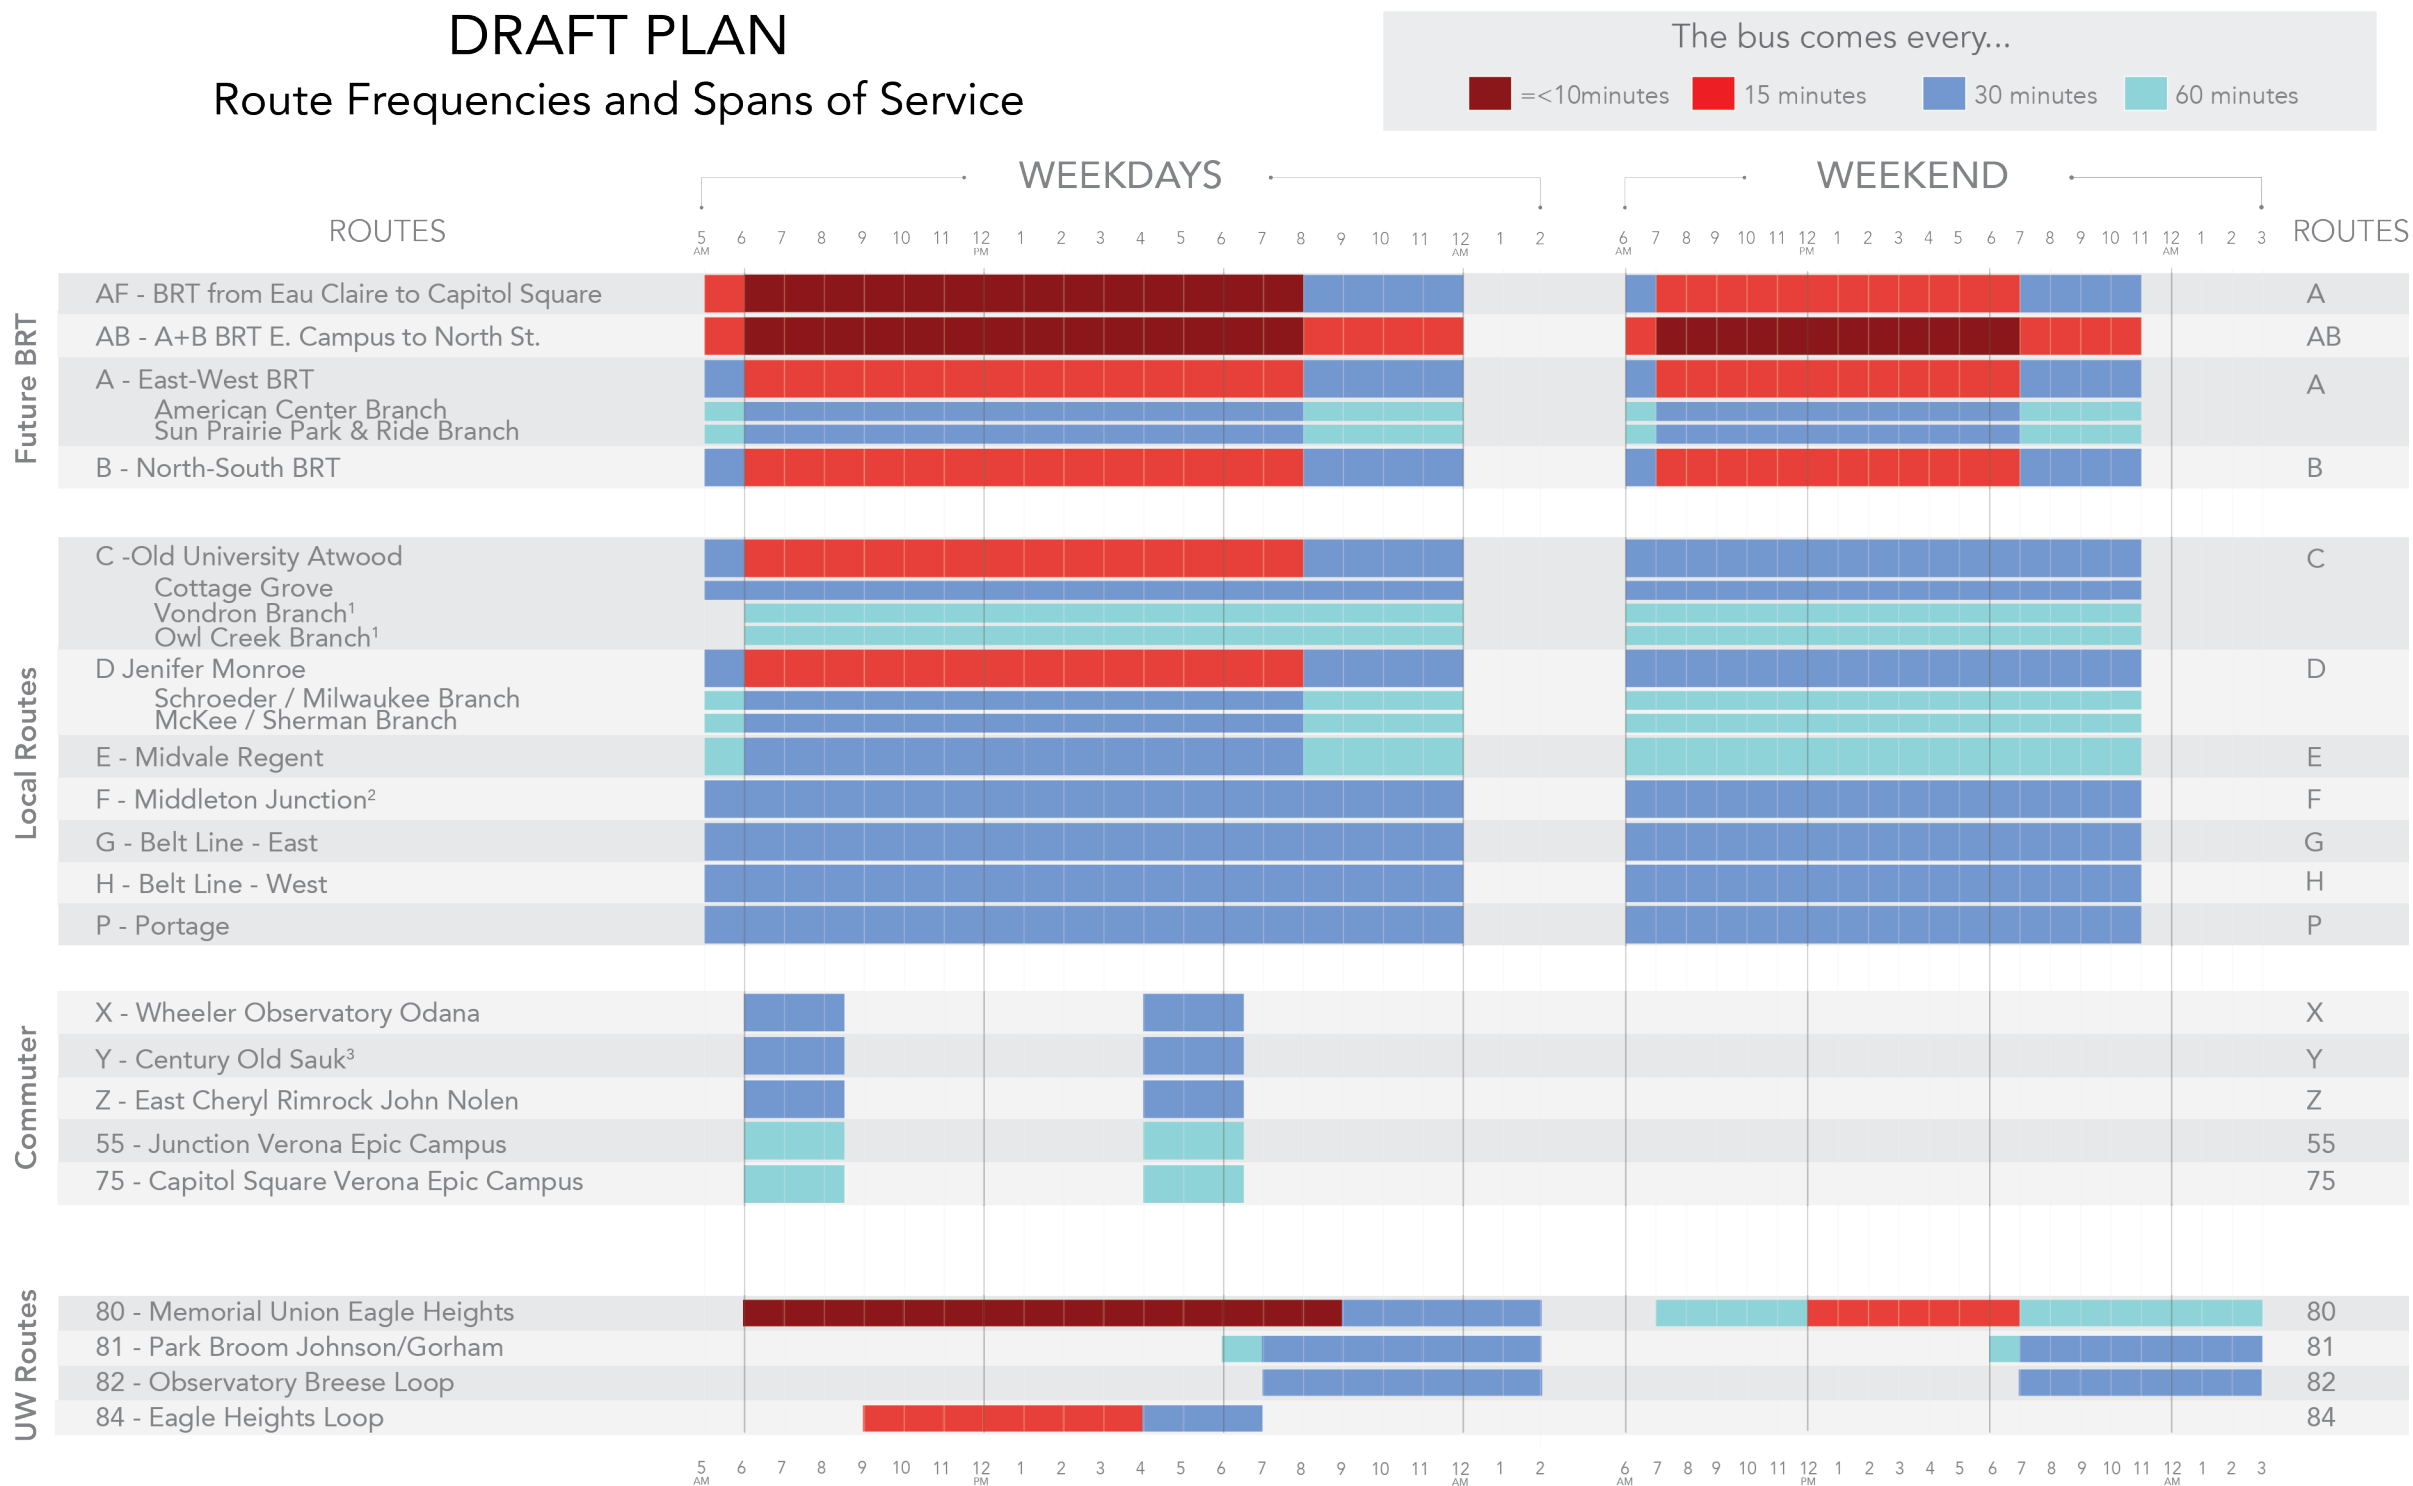 DRAFT PLAN
Route Frequencies and Spans of Service
The bus comes every...
=<10minutes 15 minutes 30 minutes 60 minutes
WEEKDAYS WEEKEND
ROUTES 5 AM 6 7 8 9 10 11 12 PM 1 2 3 4 5 6 7 8 9 10 11 12 AM 1 2 6 AM 7 8 9 10 11 12 PM 1 2 3 4 5 6 7 8 9 10 11 12 AM 1 2 3 ROUTES
Future BRT
AF - BRT from Eau Claire to Capitol Square A
AB - A+B BRT E. Campus to North St. AB
A - East-West BRT A
American Center Branch
Sun Prairie Park & Ride Branch
B - North-South BRT B
Local Routes
C -Old University Atwood C
Cottage Grove
Vondron Branch¹
Owl Creek Branch¹
D Jenifer Monroe D
Schroeder / Milwaukee Branch
McKee / Sherman Branch
E - Midvale Regent E
F - Middleton Junction² F
G - Belt Line - East G
H - Belt Line - West H
P - Portage P
Commuter
X - Wheeler Observatory Odana X
Y - Century Old Sauk³ Y
Z - East Cheryl Rimrock John Nolen Z
55 - Junction Verona Epic Campus 55
75 - Capitol Square Verona Epic Campus 75
UW Routes
80 - Memorial Union Eagle Heights 80
81 - Park Broom Johnson/Gorham 81
82 - Observatory Breese Loop 82
84 - Eagle Heights Loop 84
5 AM 6 7 8 9 10 11 12 PM 1 2 3 4 5 6 7 8 9 10 11 12 AM 1 2 6 AM 7 8 9 10 11 12 PM 1 2 3 4 5 6 7 8 9 10 11 12 AM 1 2 3